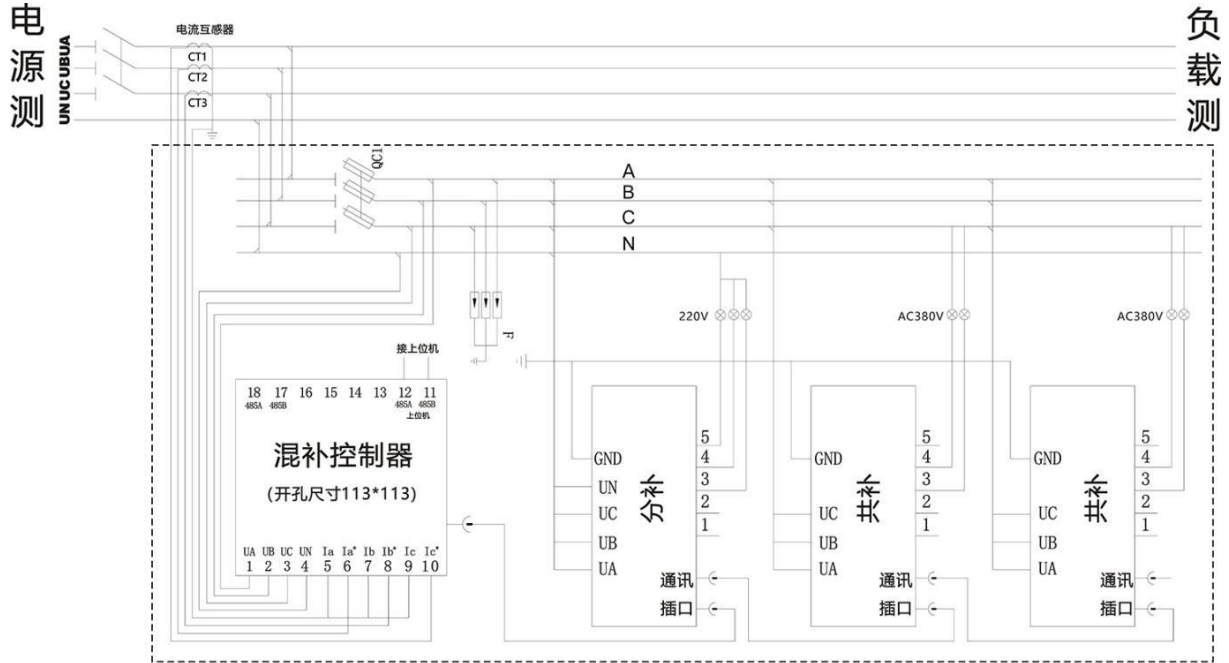 电源测
UN UC UBUA
电流互感器
CT1
CT2
CT3
负载测
QC1
A
B
C
N
220V
AC380V
AC380V
F
接上位机
18 17 16 15 14 13 12 11
485A 485B 485A 485B
上位机
混补控制器
(开孔尺寸113*113)
UA UB UC UN Ia Ia* Ib Ib* Ic Ic*
1 2 3 4 5 6 7 8 9 10
GND
UN
UC
UB
UA
分补
5
4
3
2
1
通讯
插口
GND
UC
UB
UA
共补
5
4
3
2
1
通讯
插口
GND
UC
UB
UA
共补
5
4
3
2
1
通讯
插口